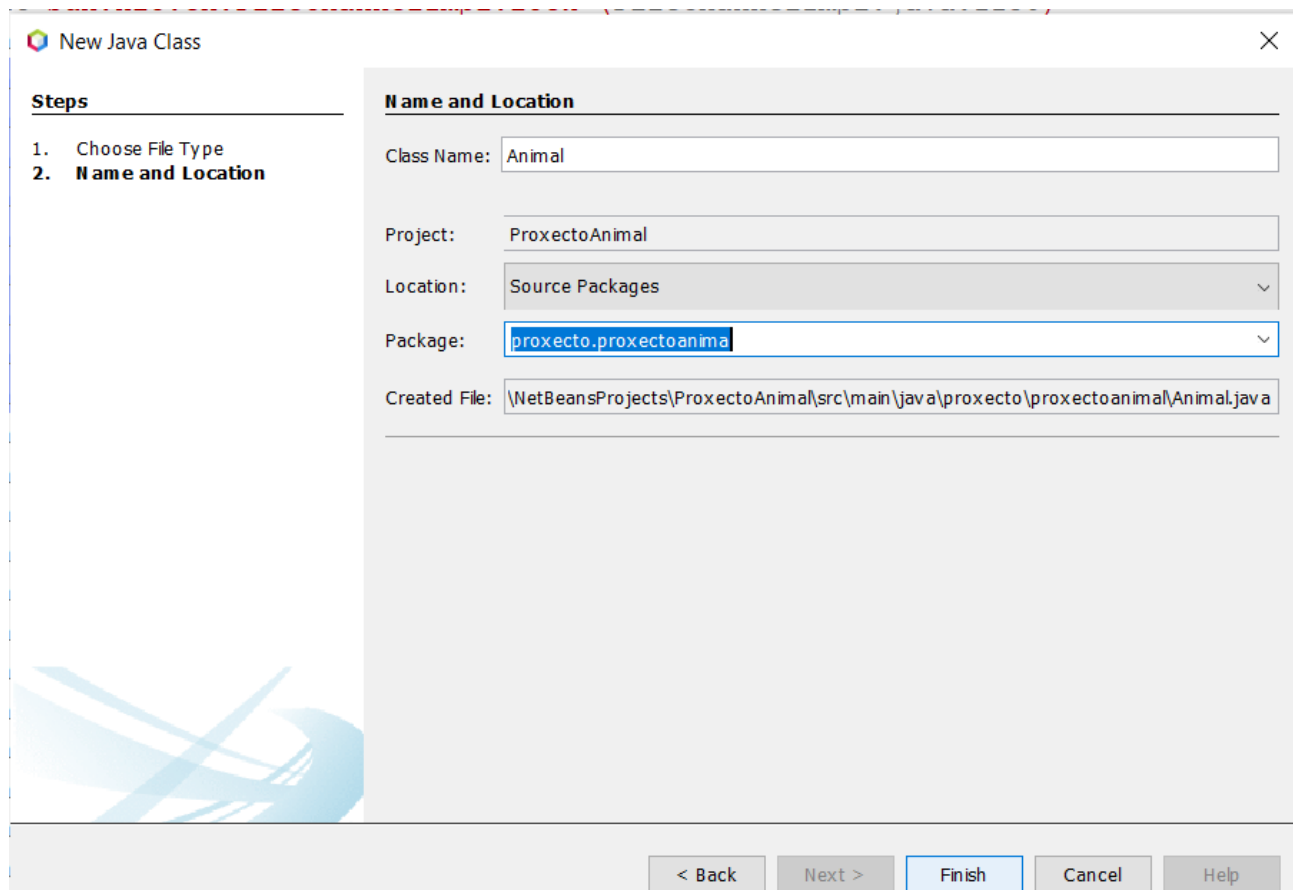 New Java Class
Steps
1. Choose File Type
2. Name and Location
Name and Location
Class Name: Animal
Project: ProxectoAnimal
Location: Source Packages
Package: proxecto.proxectoanima
Created File: \NetBeansProjects\ProxectoAnimal\src\main\java\proxecto\proxectoanimal\Animal.java
< Back Next > Finish Cancel Help